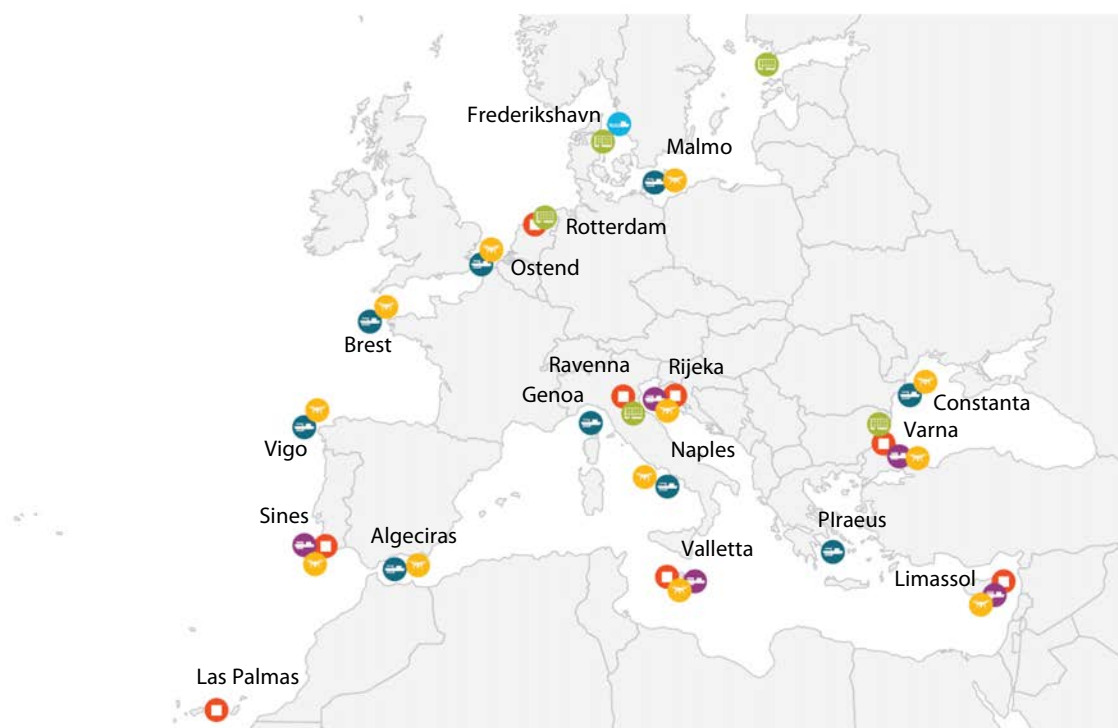 Frederikshavn
Malmo
Rotterdam
Ostend
Brest
Ravenna
Rijeka
Genoa
Constanta
Varna
Vigo
Naples
Sines
Algeciras
PIraeus
Valletta
Limassol
Las Palmas